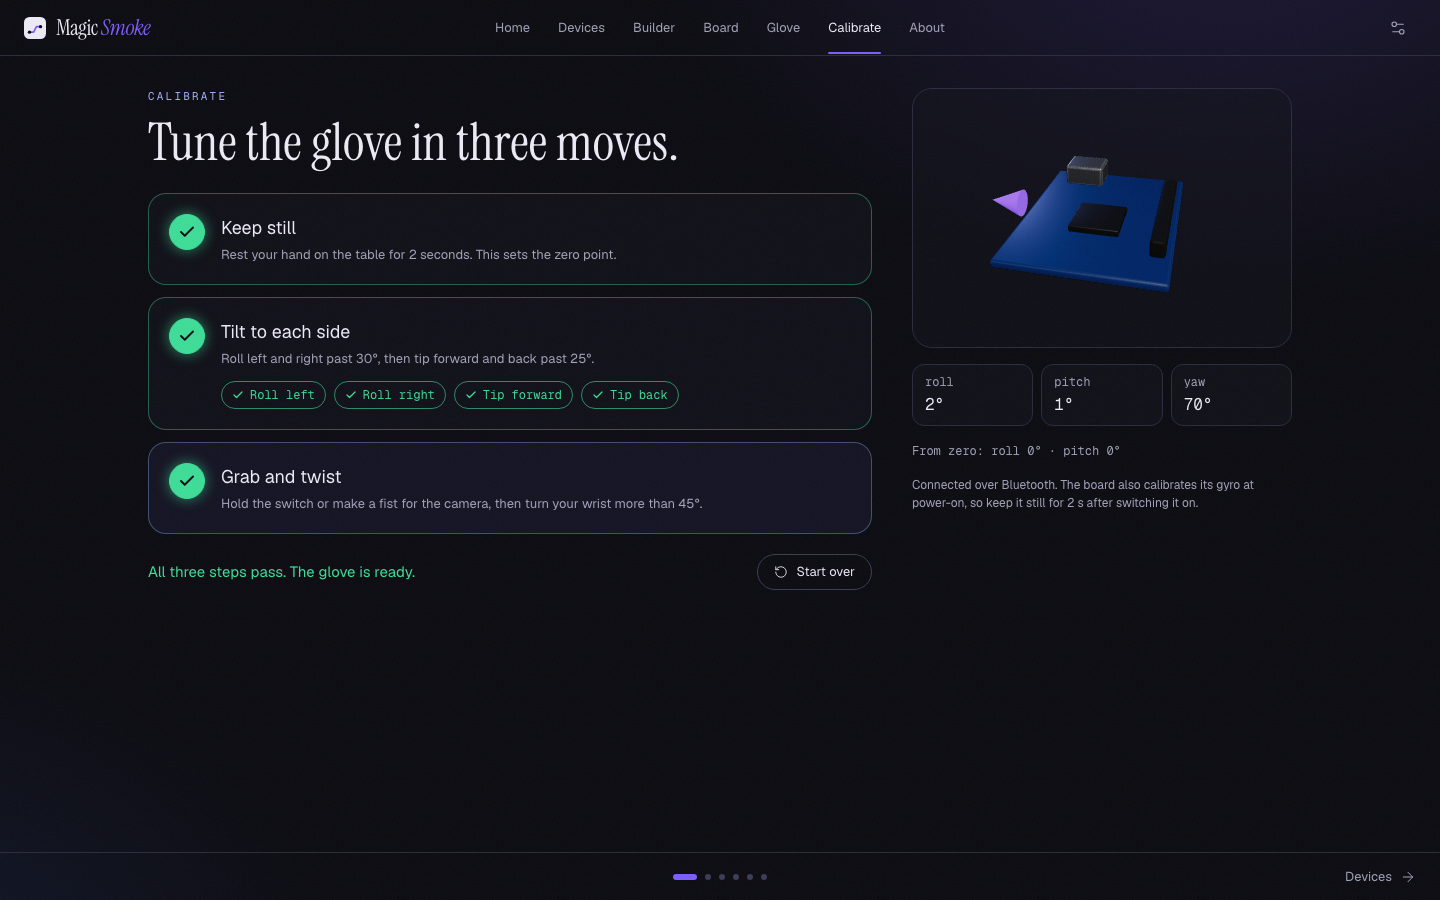 Magic Smoke
Home
Devices
Builder
Board
Glove
Calibrate
About
CALIBRATE
Tune the glove in three moves.
Keep still
Rest your hand on the table for 2 seconds. This sets the zero point.
Tilt to each side
Roll left and right past 30°, then tip forward and back past 25°.
Roll left
Roll right
Tip forward
Tip back
Grab and twist
Hold the switch or make a fist for the camera, then turn your wrist more than 45°.
All three steps pass. The glove is ready.
Start over
roll
2°
pitch
1°
yaw
70°
From zero: roll 0° · pitch 0°
Connected over Bluetooth. The board also calibrates its gyro at
power-on, so keep it still for 2 s after switching it on.
Devices